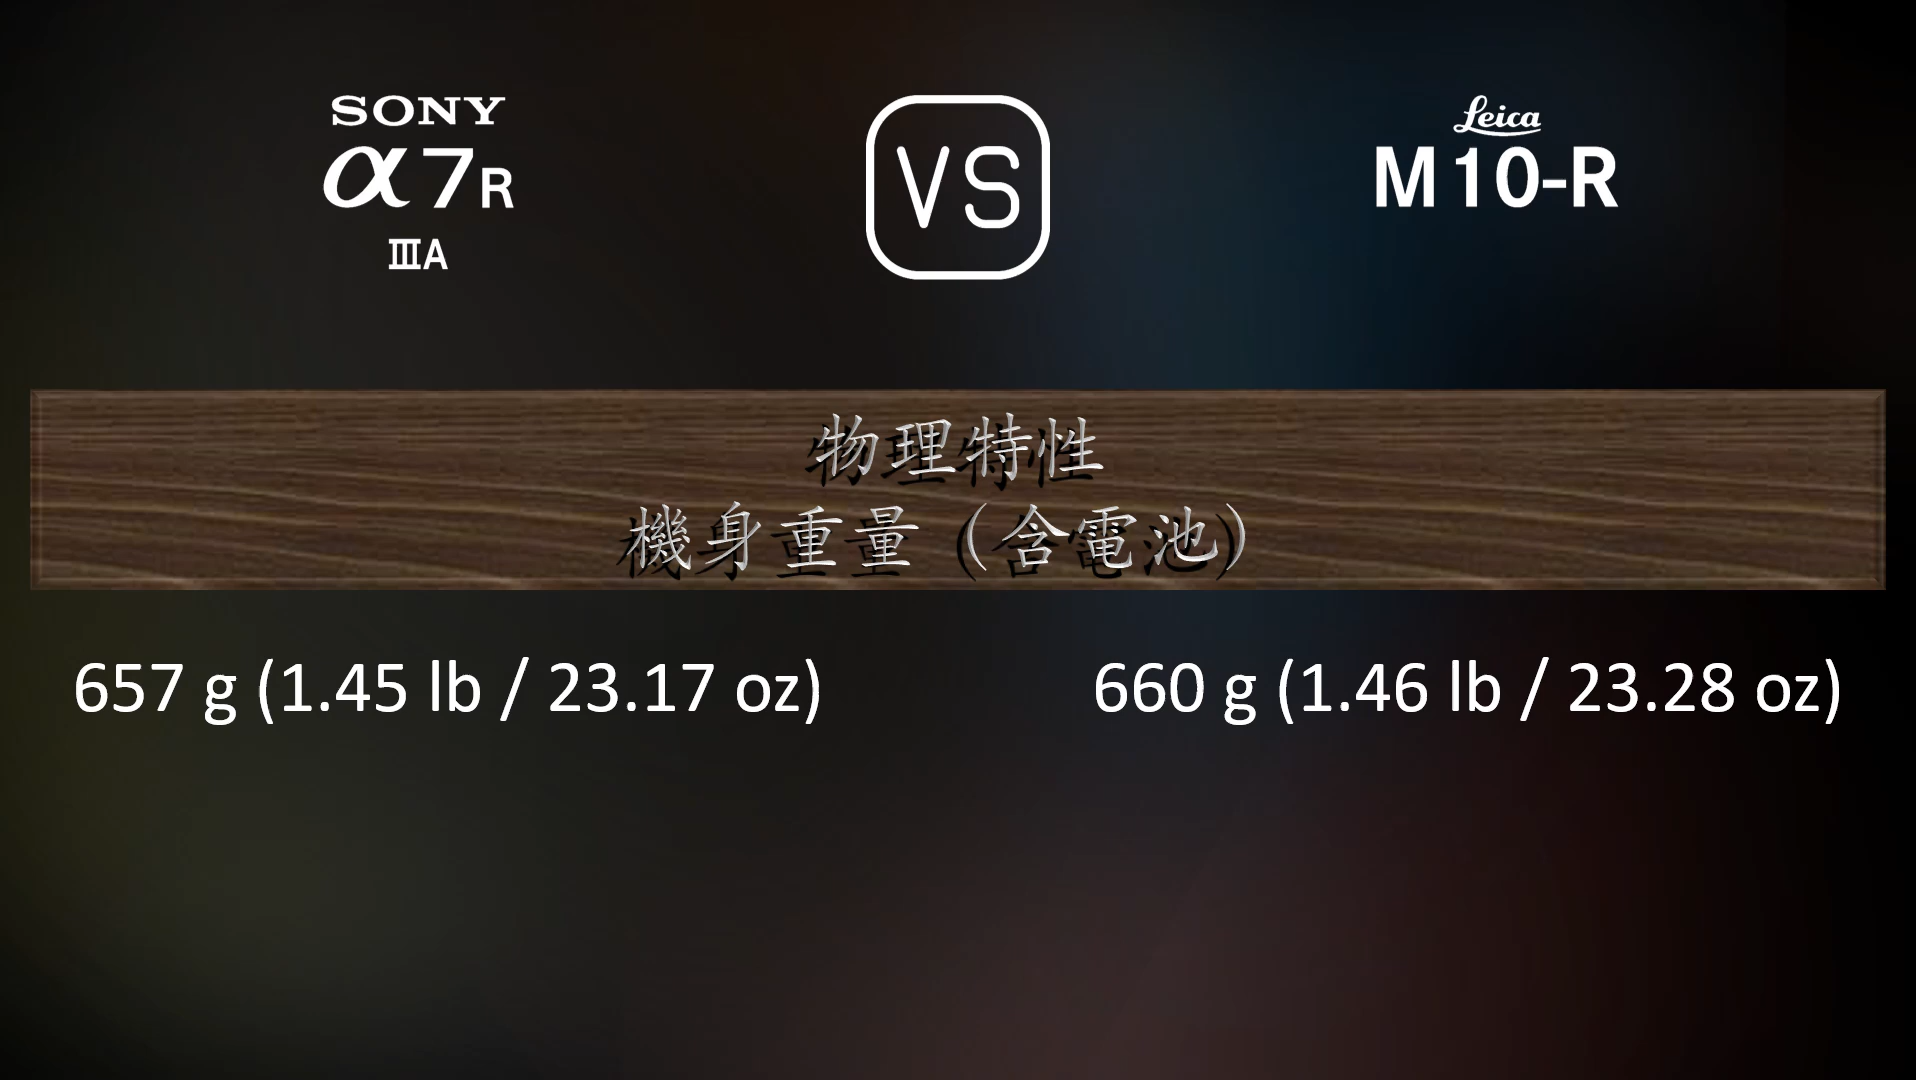 SONY
α7R
ⅢA
VS
Leica
M10-R
物理特性
機身重量（含電池）
657 g (1.45 lb / 23.17 oz)
660 g (1.46 lb / 23.28 oz)